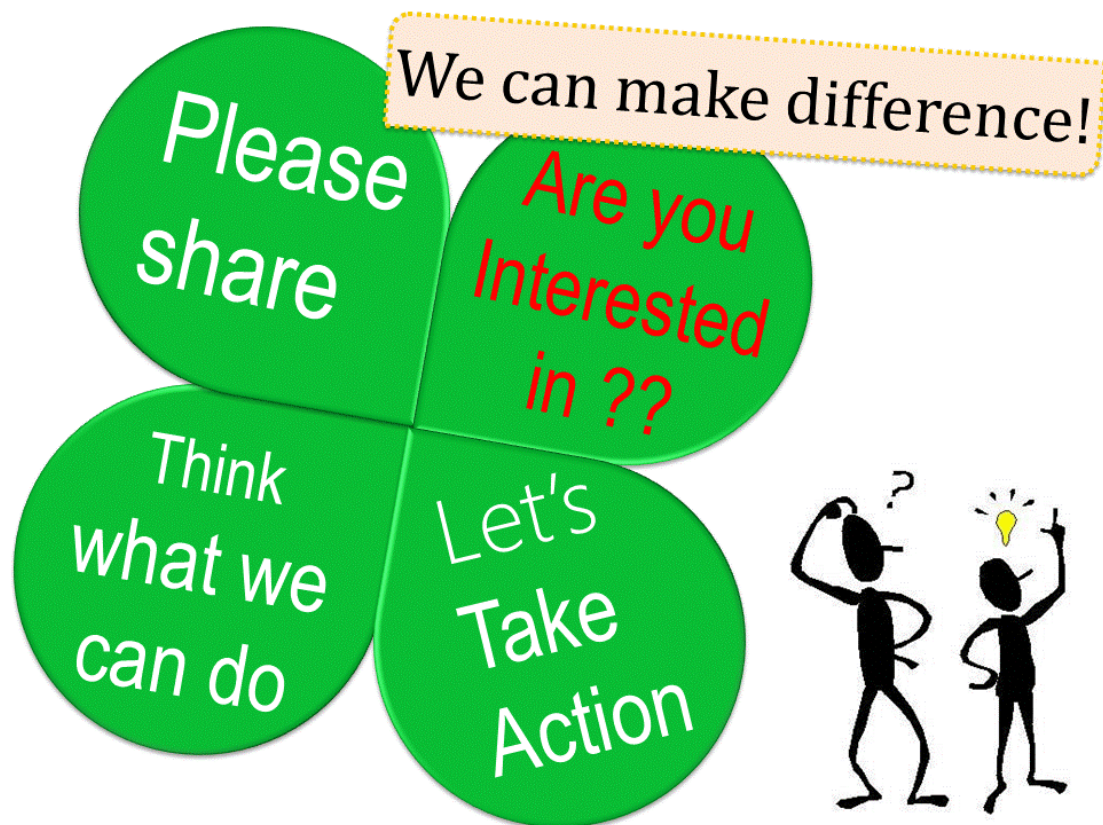 We can make difference!
Please
share
Are you
Interested
in ??
Think
what we
can do
Let's
Take
Action
?